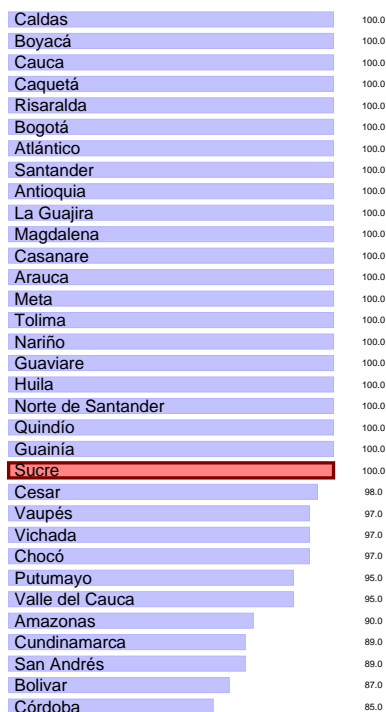 Caldas 100.0
Boyacá 100.0
Cauca 100.0
Caquetá 100.0
Risaralda 100.0
Bogotá 100.0
Atlántico 100.0
Santander 100.0
Antioquia 100.0
La Guajira 100.0
Magdalena 100.0
Casanare 100.0
Arauca 100.0
Meta 100.0
Tolima 100.0
Nariño 100.0
Guaviare 100.0
Huila 100.0
Norte de Santander 100.0
Quindío 100.0
Guainía 100.0
Sucre 100.0
Cesar 98.0
Vaupés 97.0
Vichada 97.0
Chocó 97.0
Putumayo 95.0
Valle del Cauca 95.0
Amazonas 90.0
Cundinamarca 89.0
San Andrés 89.0
Bolivar 87.0
Córdoba 85.0